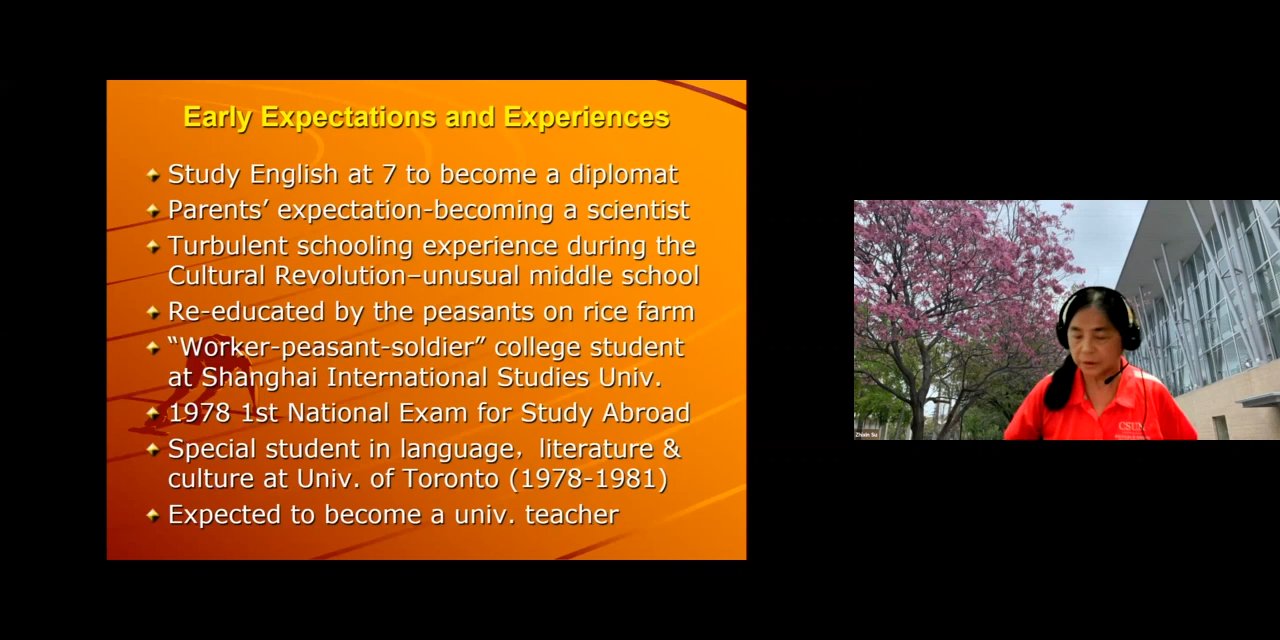 Early Expectations and Experiences
Study English at 7 to become a diplomat
Parents’ expectation-becoming a scientist
Turbulent schooling experience during the
Cultural Revolution–unusual middle school
Re-educated by the peasants on rice farm
“Worker-peasant-soldier” college student
at Shanghai International Studies Univ.
1978 1st National Exam for Study Abroad
Special student in language，literature &
culture at Univ. of Toronto (1978-1981)
Expected to become a univ. teacher
CSUN
Zhixin Su